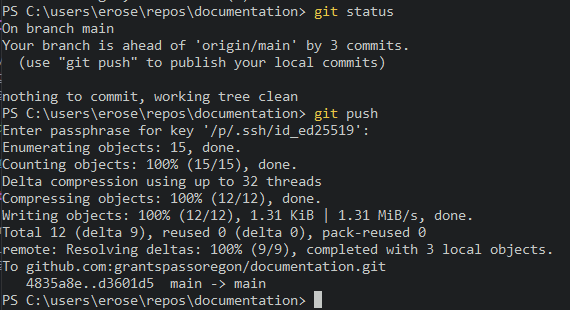 PS C:\users\erose\repos\documentation> git status
On branch main
Your branch is ahead of 'origin/main' by 3 commits.
  (use "git push" to publish your local commits)

nothing to commit, working tree clean
PS C:\users\erose\repos\documentation> git push
Enter passphrase for key '/p/.ssh/id_ed25519':
Enumerating objects: 15, done.
Counting objects: 100% (15/15), done.
Delta compression using up to 32 threads
Compressing objects: 100% (12/12), done.
Writing objects: 100% (12/12), 1.31 KiB | 1.31 MiB/s, done.
Total 12 (delta 9), reused 0 (delta 0), pack-reused 0
remote: Resolving deltas: 100% (9/9), completed with 3 local objects.
To github.com:grantspassoregon/documentation.git
   4835a8e..d3601d5  main -> main
PS C:\users\erose\repos\documentation>